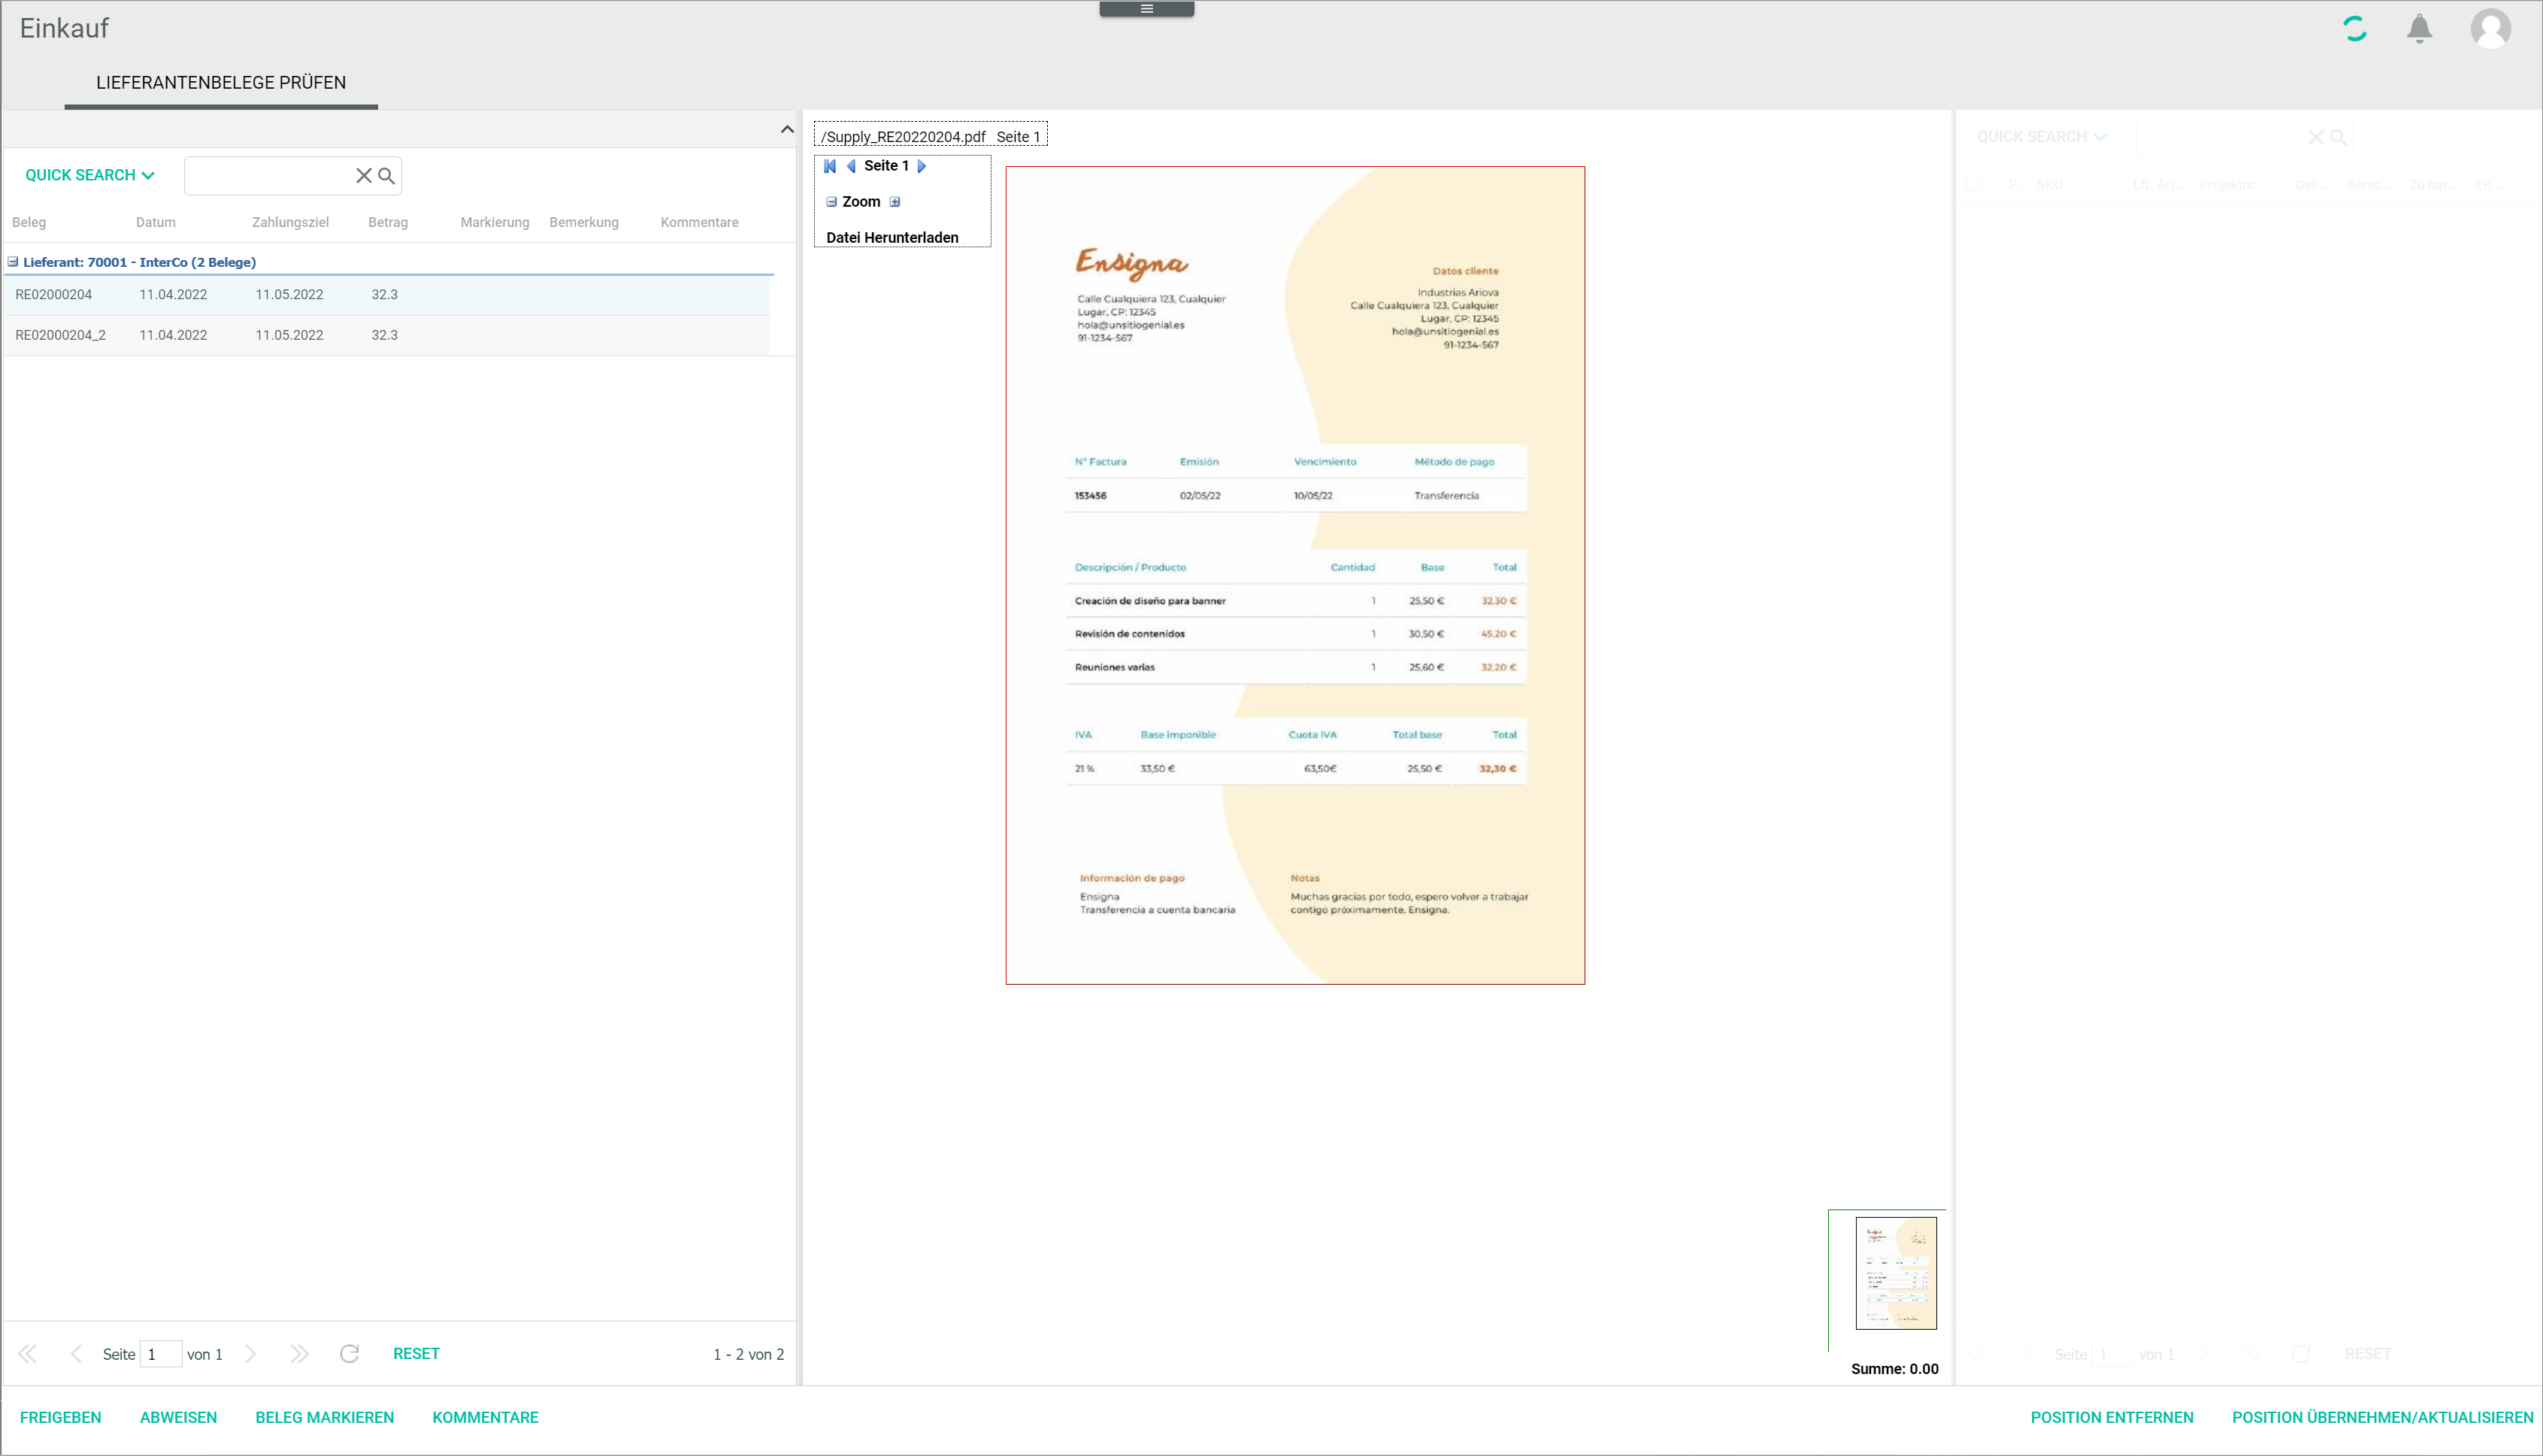 Einkauf
LIEFERANTENBELEGE PRÜFEN
QUICK SEARCH
Beleg Datum Zahlungsziel Betrag Markierung Bemerkung Kommentare
Lieferant: 70001 - InterCo (2 Belege)
RE02000204 11.04.2022 11.05.2022 32.3
RE02000204_2 11.04.2022 11.05.2022 32.3
Seite 1 von 1 RESET 1 - 2 von 2
/Supply_RE20220204.pdf Seite 1
Seite 1
Zoom
Datei Herunterladen
Ensigna
Calle Cualquiera 123, Cualquier
Lugar, CP: 12345
hola@unsitiogenial.es
91-1234-567
Datos cliente
Industrias Ariova
Calle Cualquiera 123, Cualquier
Lugar, CP: 12345
hola@unsitiogenial.es
91-1234-567
Nº Factura Emisión Vencimiento Método de pago
153456 02/05/22 10/05/22 Transferencia
Descripción / Producto Cantidad Base Total
Creación de diseño para banner 1 25,50 € 32.30 €
Revisión de contenidos 1 30,50 € 45,20 €
Reuniones varias 1 25,60 € 32.20 €
IVA Base imponible Cuota IVA Total base Total
21 % 33,50 € 63,50€ 25,50 € 32,30 €
Información de pago
Ensigna
Transferencia a cuenta bancaria
Notas
Muchas gracias por todo, espero volver a trabajar
contigo próximamente. Ensigna.
Summe: 0.00
QUICK SEARCH
P... SKU Lft. Art... Projektnr. Geli... Berec... Zu ber... EK ...
Seite 1 von 1 RESET
FREIGEBEN ABWEISEN BELEG MARKIEREN KOMMENTARE
POSITION ENTFERNEN POSITION ÜBERNEHMEN/AKTUALISIEREN